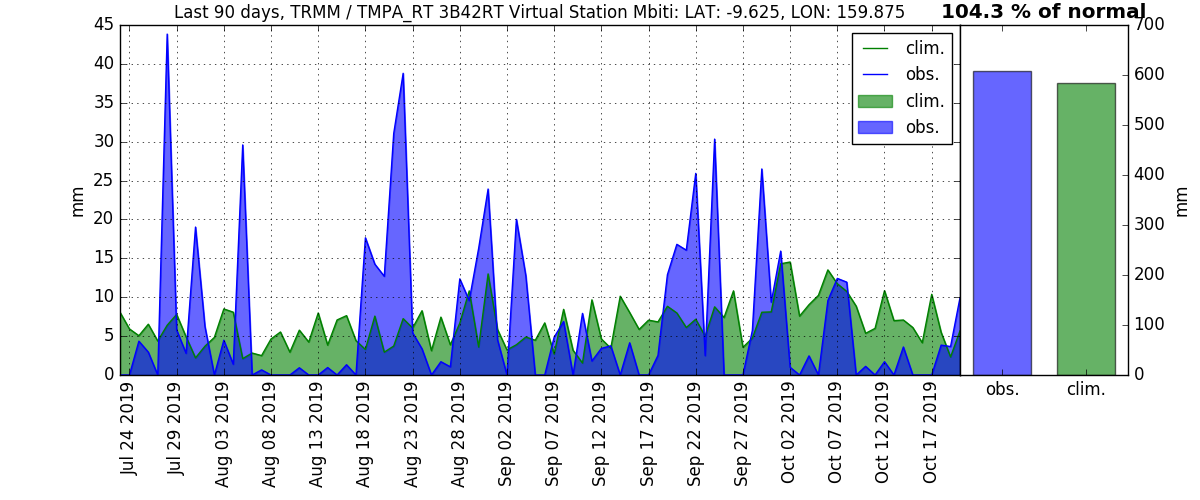 Last 90 days, TRMM / TMPA_RT 3B42RT Virtual Station Mbiti: LAT: -9.625, LON: 159.875
104.3 % of normal
45
40
35
30
25
20
15
10
5
0
mm
clim.
obs.
clim.
obs.
700
600
500
400
300
200
100
0
mm
Jul 24 2019
Jul 29 2019
Aug 03 2019
Aug 08 2019
Aug 13 2019
Aug 18 2019
Aug 23 2019
Aug 28 2019
Sep 02 2019
Sep 07 2019
Sep 12 2019
Sep 17 2019
Sep 22 2019
Sep 27 2019
Oct 02 2019
Oct 07 2019
Oct 12 2019
Oct 17 2019
obs.
clim.